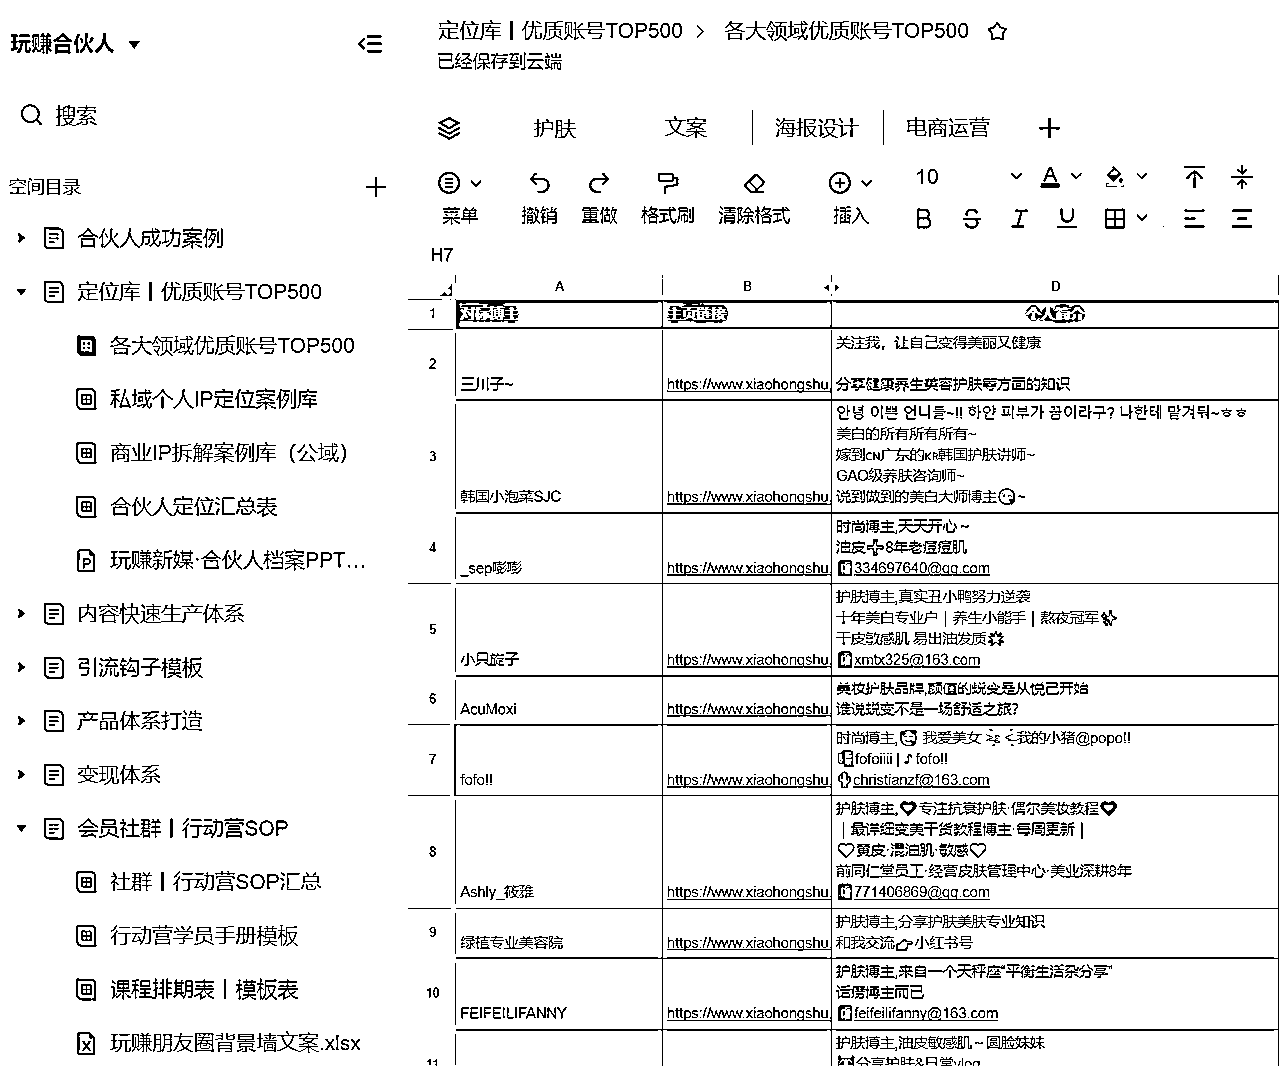 玩赚合伙人
搜索
空间目录
合伙人成功案例
定位库丨优质账号TOP500
各大领域优质账号TOP500
私域个人IP定位案例库
商业IP拆解案例库（公域）
合伙人定位汇总表
玩赚新媒·合伙人档案PPT...
内容快速生产体系
引流钩子模板
产品体系打造
变现体系
会员社群丨行动营SOP
社群丨行动营SOP汇总
行动营学员手册模板
课程排期表丨模板表
玩赚朋友圈背景墙文案.xlsx
定位库丨优质账号TOP500 > 各大领域优质账号TOP500
已经保存到云端
护肤 文案 海报设计 电商运营
10
菜单 撤销 重做 格式刷 清除格式 插入
H7
A B D
1 对标博主 主页链接 个人简介
关注我，让自己变得美丽又健康
2 三川子~ https://www.xiaohongshu. 分享健康养生美容护肤等方面的知识
안녕 이쁜 언니들~!! 하얀 피부가 꿈이라구? 나한테 맡겨둬~ㅎㅎ
美白的所有所有所有~
嫁到CN广东的KR韩国护肤讲师~
GAO级养肤咨询师~
3 韩国小泡菜SJC https://www.xiaohongshu. 说到做到的美白大师博主~
时尚博主,天天开心~
油皮8年老痘痘肌
4 _sep嘭嘭 https://www.xiaohongshu. 334697640@qq.com
护肤博主,真实丑小鸭努力逆袭
十年美白专业户｜养生小能手｜熬夜冠军
干皮敏感肌 易出油发质
5 小只旋子 https://www.xiaohongshu. xmtx325@163.com
美妆护肤品牌,颜值的蜕变是从悦己开始
6 AcuMoxi https://www.xiaohongshu. 谁说蜕变不是一场舒适之旅?
时尚博主, 我爱美女 我的小猪@popo!!
fofoiiii | ♪ fofo!!
7 fofo!! https://www.xiaohongshu. christianzf@163.com
护肤博主,专注抗衰护肤·偶尔美妆教程
｜最详细变美干货教程博主·每周更新｜
♡黄皮·混油肌·敏感♡
前同仁堂员工·经营皮肤管理中心·美业深耕8年
8 Ashly_筱雅 https://www.xiaohongshu. 771406869@qq.com
护肤博主,分享护肤美肤专业知识
9 绿植专业美容院 https://www.xiaohongshu. 和我交流小红书号
护肤博主,来自一个天秤座“平衡生活杂分享”
话痨博主而已
10 FEIFEILIFANNY https://www.xiaohongshu. feifeilifanny@163.com
护肤博主,油皮敏感肌~圆脸妹妹
11 分享护肤&日常vlog